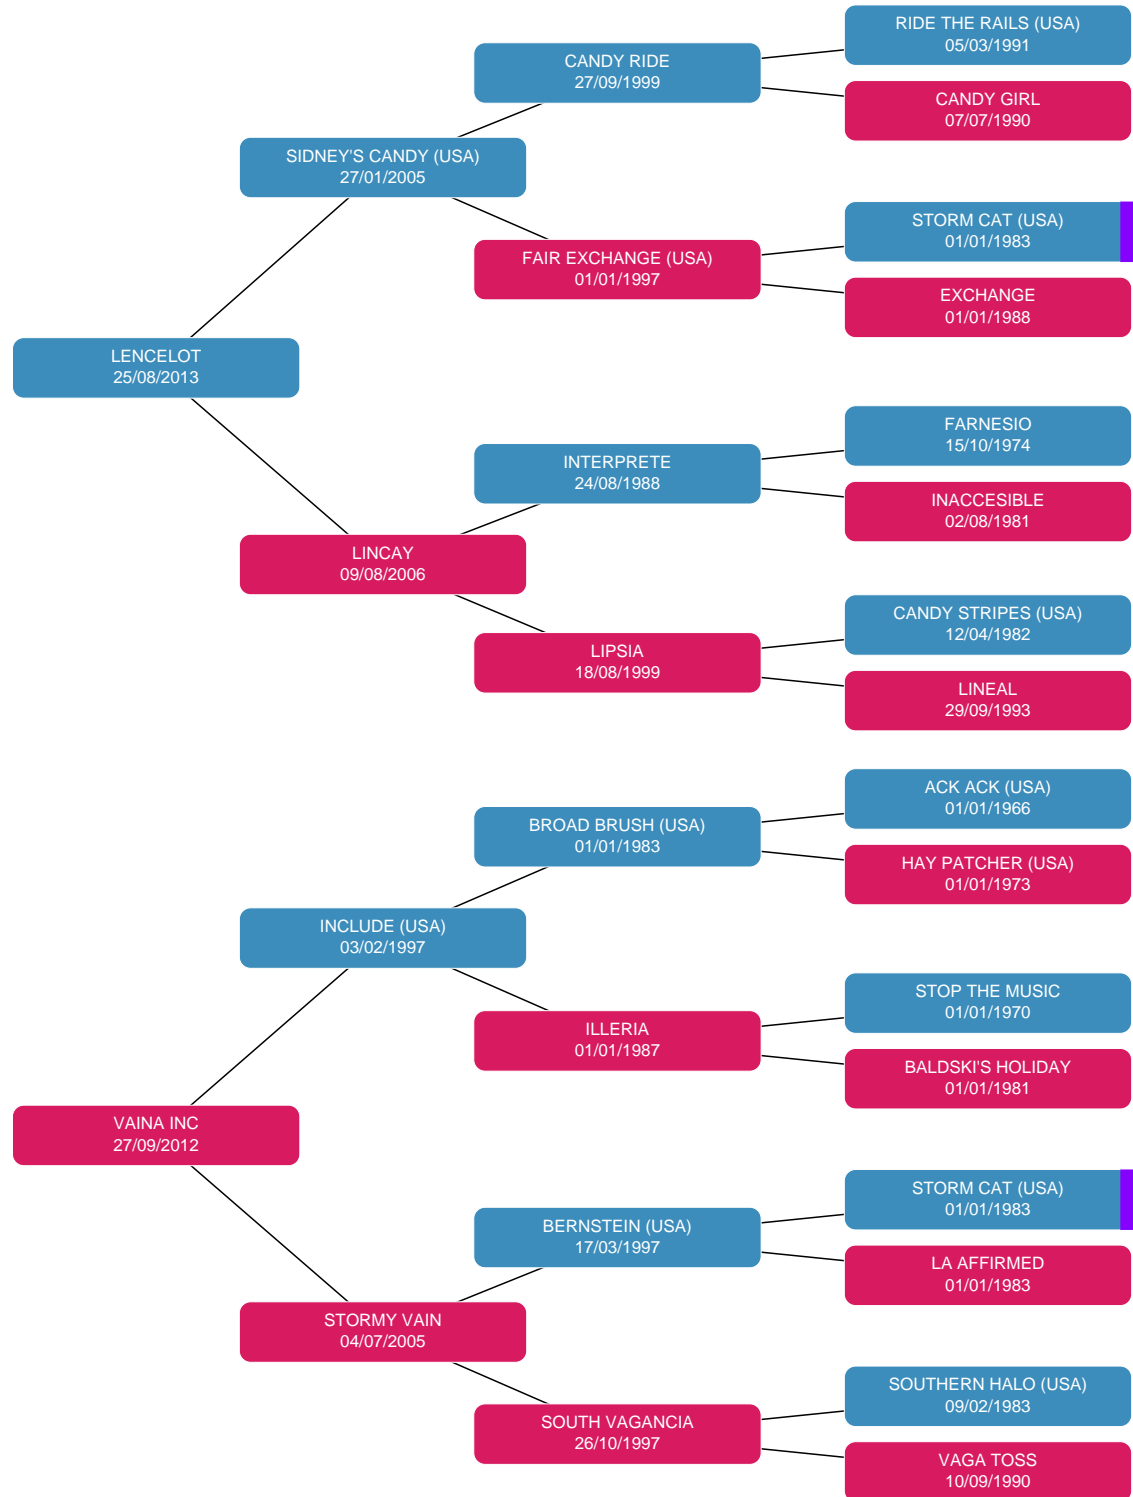 RIDE THE RAILS (USA)
05/03/1991
CANDY RIDE
27/09/1999
CANDY GIRL
07/07/1990
SIDNEY'S CANDY (USA)
27/01/2005
STORM CAT (USA)
01/01/1983
FAIR EXCHANGE (USA)
01/01/1997
EXCHANGE
01/01/1988
LENCELOT
25/08/2013
FARNESIO
15/10/1974
INTERPRETE
24/08/1988
INACCESIBLE
02/08/1981
LINCAY
09/08/2006
CANDY STRIPES (USA)
12/04/1982
LIPSIA
18/08/1999
LINEAL
29/09/1993
ACK ACK (USA)
01/01/1966
BROAD BRUSH (USA)
01/01/1983
HAY PATCHER (USA)
01/01/1973
INCLUDE (USA)
03/02/1997
STOP THE MUSIC
01/01/1970
ILLERIA
01/01/1987
BALDSKI'S HOLIDAY
01/01/1981
VAINA INC
27/09/2012
STORM CAT (USA)
01/01/1983
BERNSTEIN (USA)
17/03/1997
LA AFFIRMED
01/01/1983
STORMY VAIN
04/07/2005
SOUTHERN HALO (USA)
09/02/1983
SOUTH VAGANCIA
26/10/1997
VAGA TOSS
10/09/1990